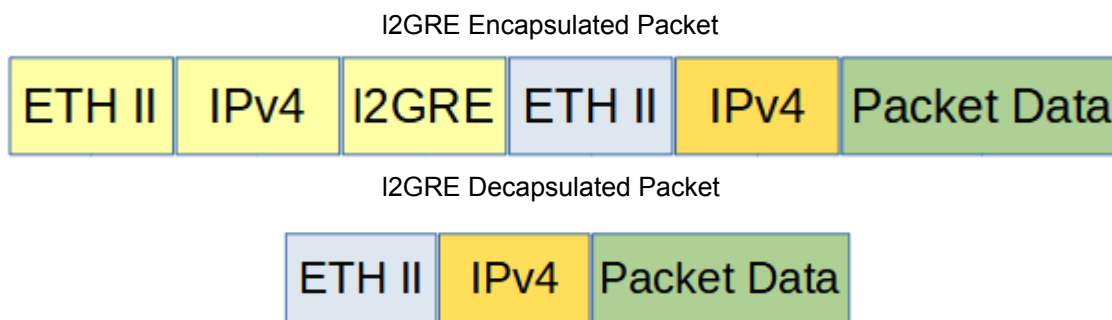 l2GRE Encapsulated Packet
ETH II IPv4 l2GRE ETH II IPv4 Packet Data
l2GRE Decapsulated Packet
ETH II IPv4 Packet Data